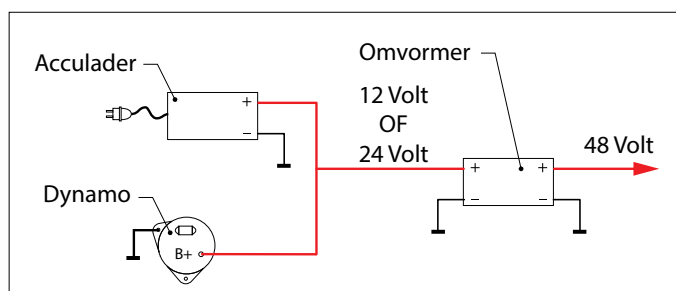 Acculader
+
−
Dynamo
B+
12 Volt
OF
24 Volt
Omvormer
+ +
− −
48 Volt